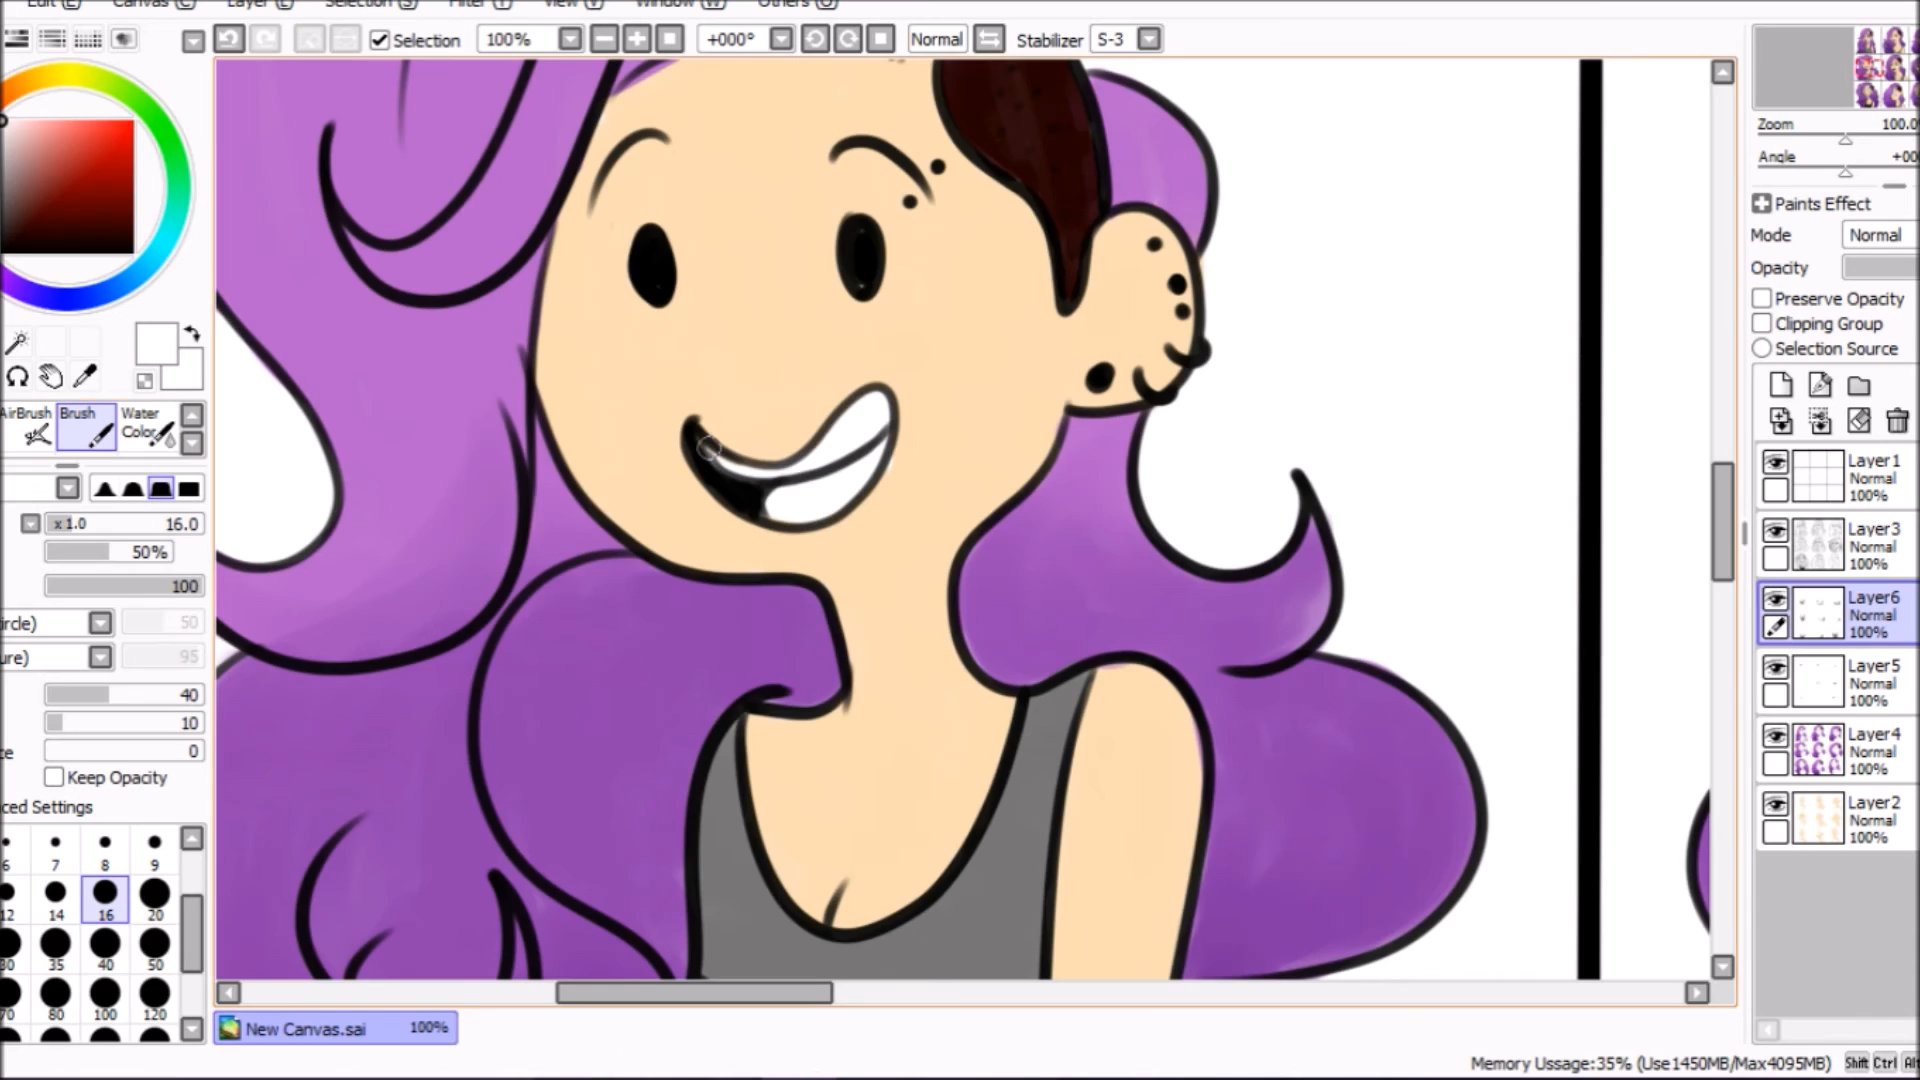 Edit (E) Canvas (C) Layer (L) Selection (S) Filter (T) View (V) Window (W) Others (O)
Selection 100% +000° Normal Stabilizer S-3
Zoom 100.0
Angle +00
Paints Effect
Mode Normal
Opacity
Preserve Opacity
Clipping Group
Selection Source
AirBrush Brush Water Color
x1.0 16.0
50%
100
ircle) 50
ure) 95
40
10
ce 0
Keep Opacity
ced Settings
6 7 8 9
12 14 16 20
30 35 40 50
70 80 100 120
Layer1
Normal
100%
Layer3
Normal
100%
Layer6
Normal
100%
Layer5
Normal
100%
Layer4
Normal
100%
Layer2
Normal
100%
New Canvas.sai 100%
Memory Ussage:35% (Use1450MB/Max4095MB) Shift Ctrl Alt